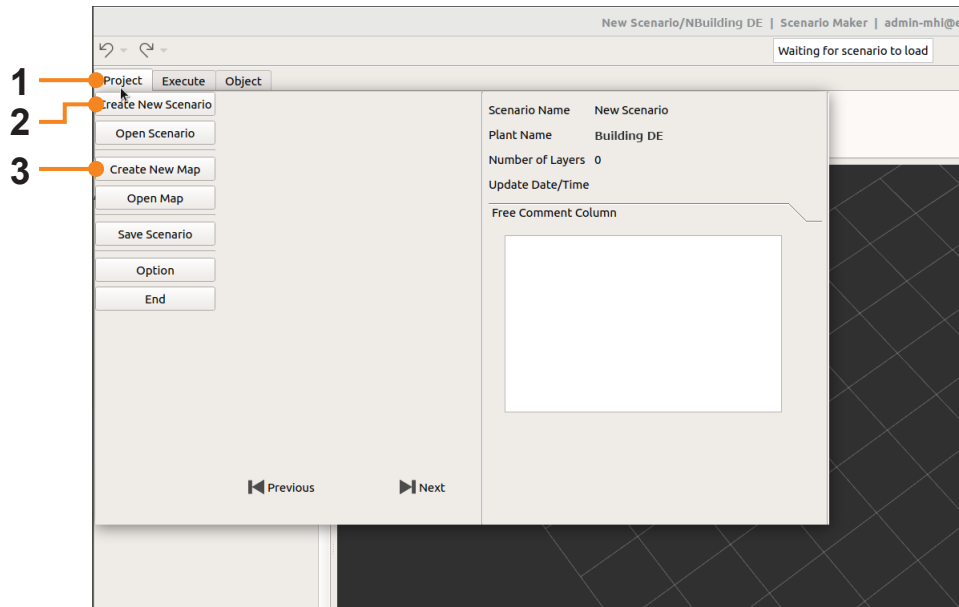 New Scenario/NBuilding DE | Scenario Maker | admin-mhi@e
Waiting for scenario to load
1
Project Execute Object
2
Create New Scenario
Open Scenario
3
Create New Map
Open Map
Save Scenario
Option
End
Previous Next
Scenario Name New Scenario
Plant Name Building DE
Number of Layers 0
Update Date/Time
Free Comment Column